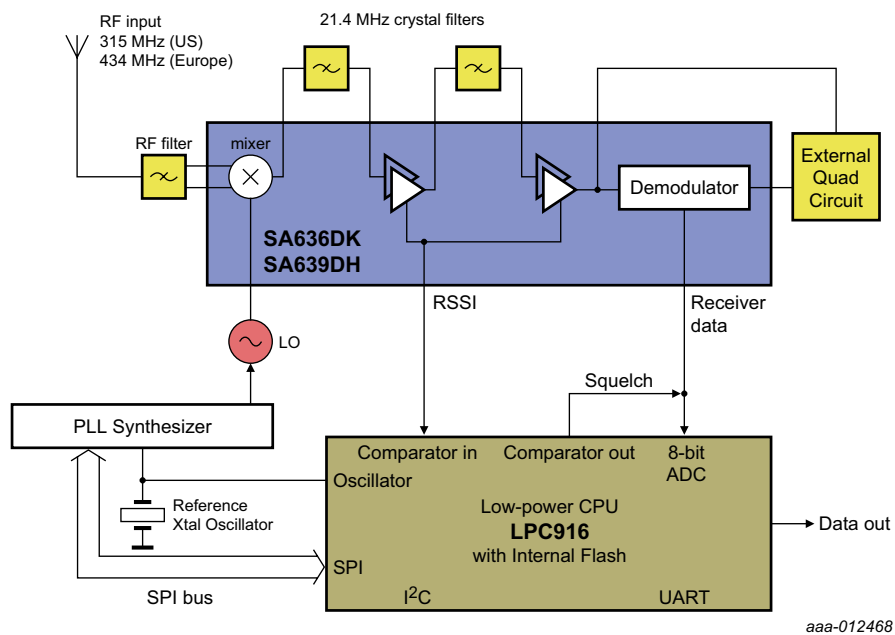 RF input
315 MHz (US)
434 MHz (Europe)
21.4 MHz crystal filters
RF filter
mixer
External
Quad
Circuit
Demodulator
SA636DK
SA639DH
RSSI
Receiver
data
LO
Squelch
PLL Synthesizer
Comparator in
Comparator out
8-bit
ADC
Oscillator
Reference
Xtal Oscillator
Low-power CPU
LPC916
with Internal Flash
Data out
SPI
SPI bus
I²C
UART
aaa-012468